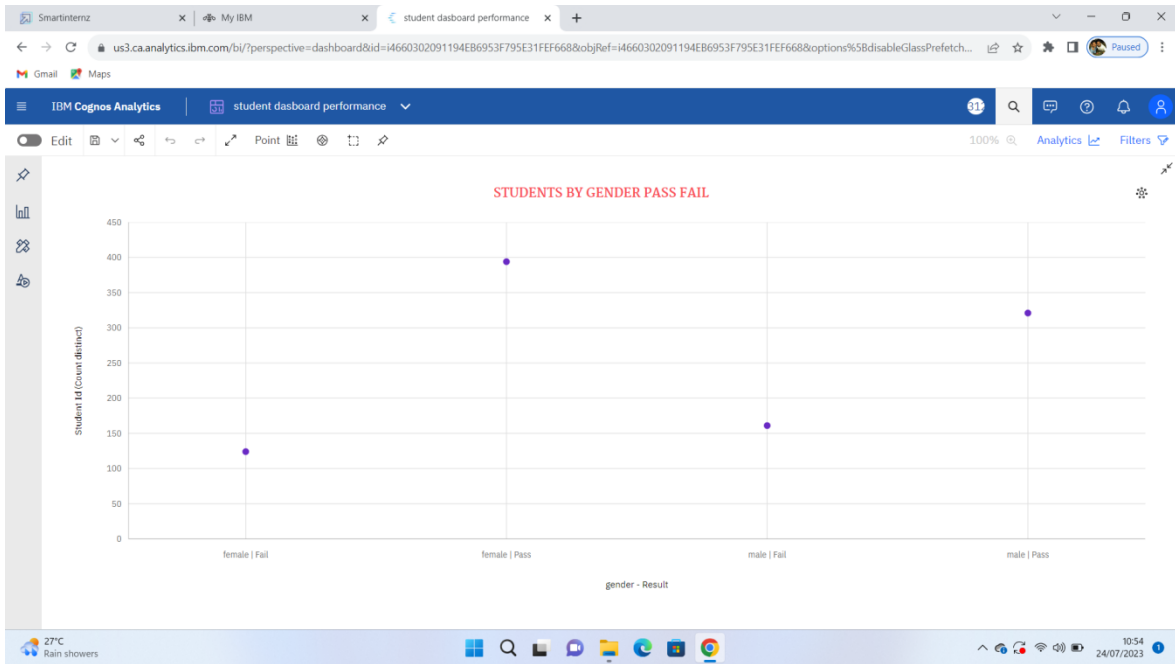 Smartinternz
My IBM
student dasboard performance
us3.ca.analytics.ibm.com/bi/?perspective=dashboard&id=i4660302091194EB6953F795E31FEF668&objRef=i4660302091194EB6953F795E31FEF668&options%5BdisableGlassPrefetch...
Paused
Gmail
Maps
IBM Cognos Analytics
student dasboard performance
Edit
Point
100%
Analytics
Filters
STUDENTS BY GENDER PASS FAIL
450
400
350
300
250
200
150
100
50
0
Student Id (Count distinct)
female | Fail
female | Pass
male | Fail
male | Pass
gender - Result
27°C
Rain showers
10:54
24/07/2023
1